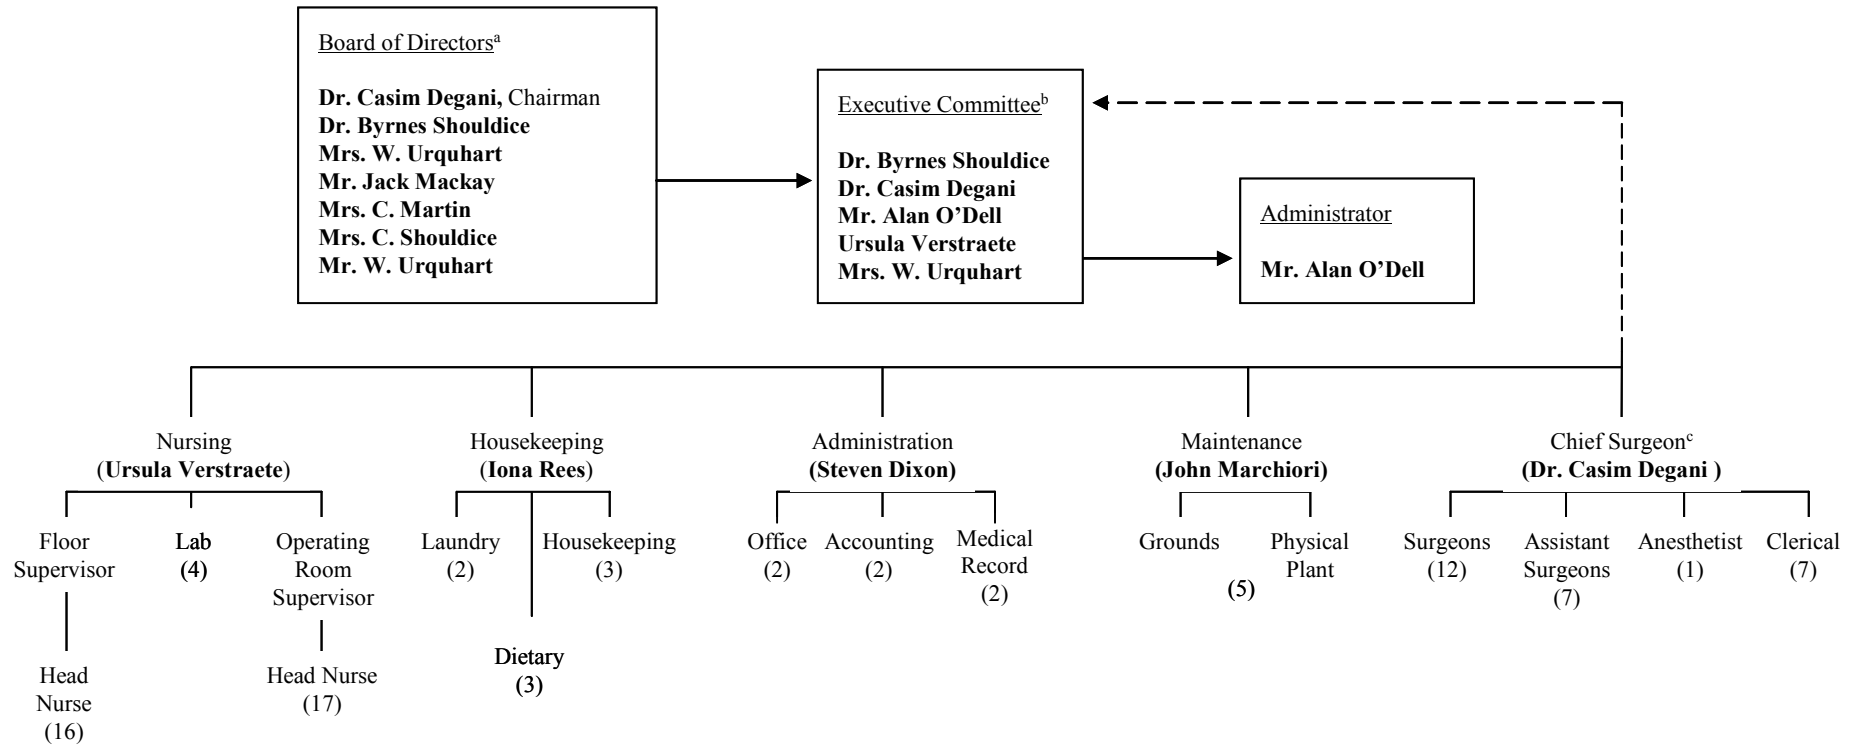 Board of Directorsᵃ
Dr. Casim Degani, Chairman
Dr. Byrnes Shouldice
Mrs. W. Urquhart
Mr. Jack Mackay
Mrs. C. Martin
Mrs. C. Shouldice
Mr. W. Urquhart
Executive Committeeᵇ
Dr. Byrnes Shouldice
Dr. Casim Degani
Mr. Alan O’Dell
Ursula Verstraete
Mrs. W. Urquhart
Administrator
Mr. Alan O’Dell
Nursing
(Ursula Verstraete)
Floor
Supervisor
Head
Nurse
(16)
Lab
(4)
Operating
Room
Supervisor
Head Nurse
(17)
Housekeeping
(Iona Rees)
Laundry
(2)
Dietary
(3)
Housekeeping
(3)
Administration
(Steven Dixon)
Office
(2)
Accounting
(2)
Medical
Record
(2)
Maintenance
(John Marchiori)
Grounds
Physical
Plant
(5)
Chief Surgeonᶜ
(Dr. Casim Degani )
Surgeons
(12)
Assistant
Surgeons
(7)
Anesthetist
(1)
Clerical
(7)